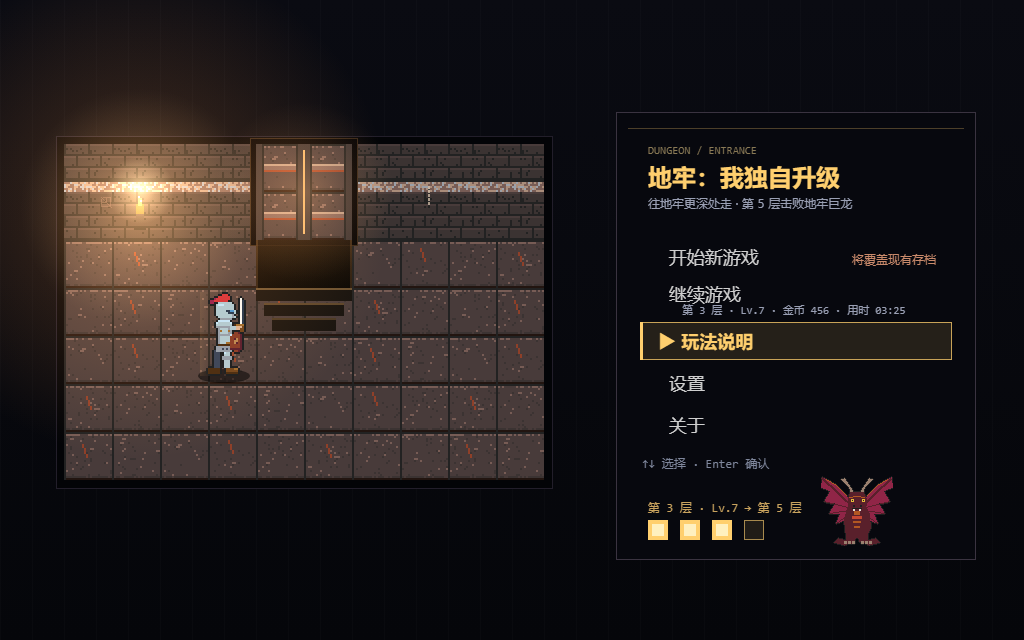 DUNGEON / ENTRANCE
地牢：我独自升级
往地牢更深处走 · 第 5 层击败地牢巨龙
开始新游戏 将覆盖现有存档
继续游戏
第 3 层 · Lv.7 · 金币 456 · 用时 03:25
▶ 玩法说明
设置
关于
↑↓ 选择 · Enter 确认
第 3 层 · Lv.7 → 第 5 层